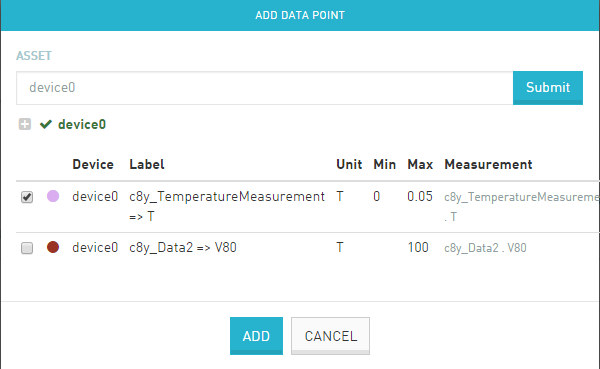 ADD DATA POINT
ASSET
device0 Submit
device0
Device Label Unit Min Max Measurement
device0 c8y_TemperatureMeasurement T 0 0.05 c8y_TemperatureMeasureme
=> T . T
device0 c8y_Data2 => V80 T 100 c8y_Data2 . V80
ADD CANCEL